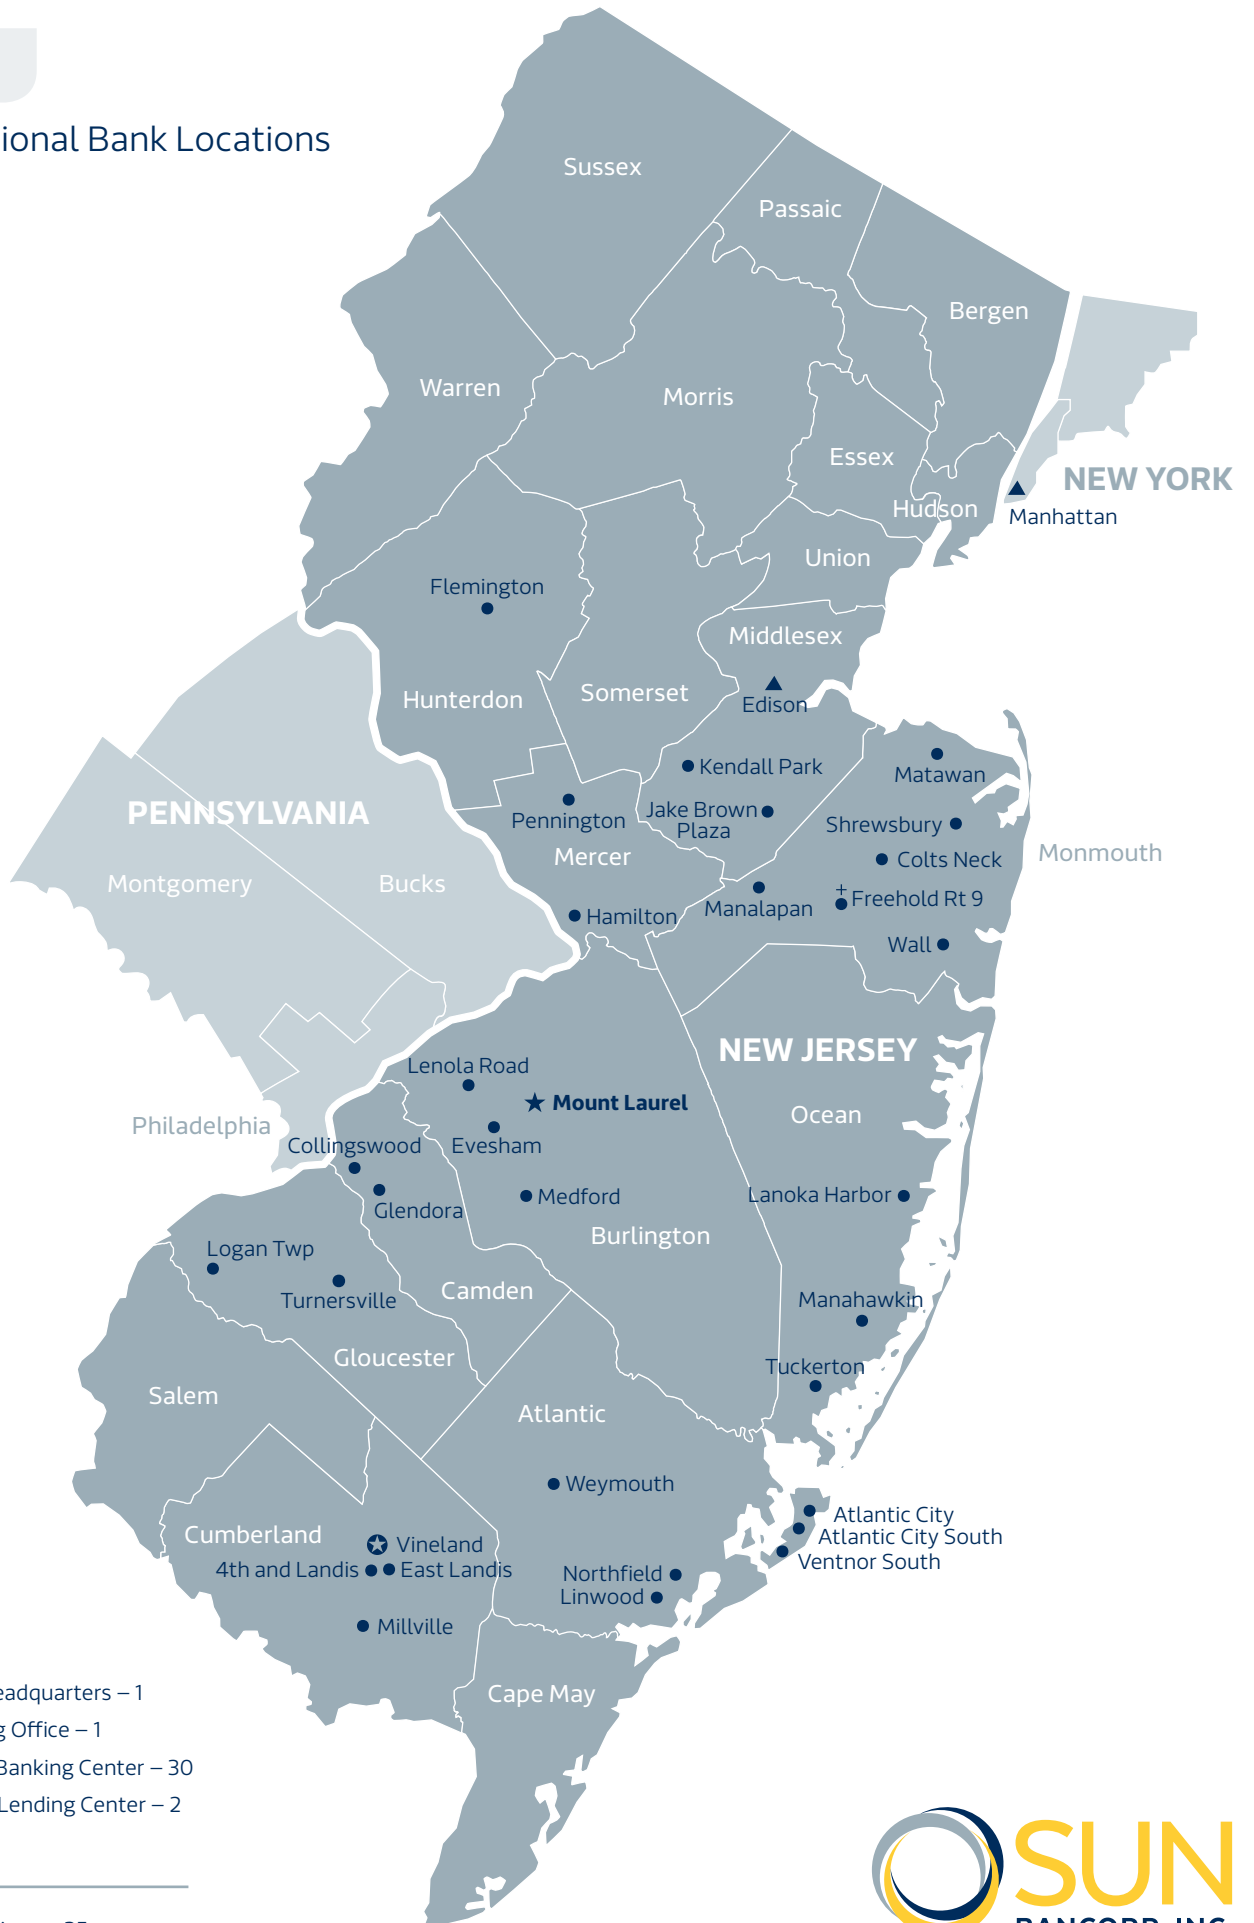 ional Bank Locations
Sussex
Passaic
Bergen
Warren
Morris
Essex
NEW YORK
Hudson
Manhattan
Union
Flemington
Middlesex
Hunterdon
Somerset
Edison
Kendall Park
Matawan
PENNSYLVANIA
Pennington
Jake Brown
Plaza
Shrewsbury
Mercer
Colts Neck
Monmouth
Montgomery
Bucks
+
Freehold Rt 9
Manalapan
Hamilton
Wall
NEW JERSEY
Lenola Road
Mount Laurel
Ocean
Philadelphia
Collingswood
Evesham
Medford
Lanoka Harbor
Glendora
Burlington
Logan Twp
Turnersville
Camden
Manahawkin
Gloucester
Tuckerton
Salem
Atlantic
Weymouth
Atlantic City
Cumberland
Vineland
Atlantic City South
4th and Landis
East Landis
Northfield
Ventnor South
Linwood
Millville
Cape May
eadquarters – 1
g Office – 1
Banking Center – 30
Lending Center – 2
SUN
BANCORP, INC.